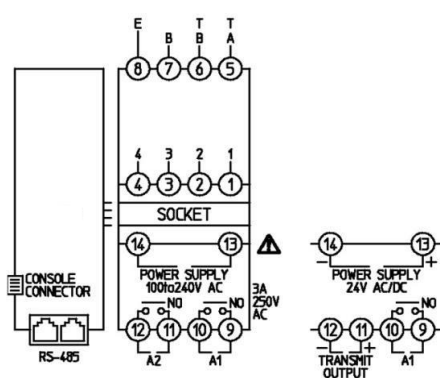 E B T B T A
8 7 6 5
4 3 2 1
4 3 2 1
SOCKET
14 13
POWER SUPPLY
100to240V AC
3A
250V
AC
NO NO
12 11 10 9
A2 A1
CONSOLE
CONNECTOR
RS-485
14 13
- +
POWER SUPPLY
24V AC/DC
NO
12 11 10 9
- +
TRANSMIT
OUTPUT
A1